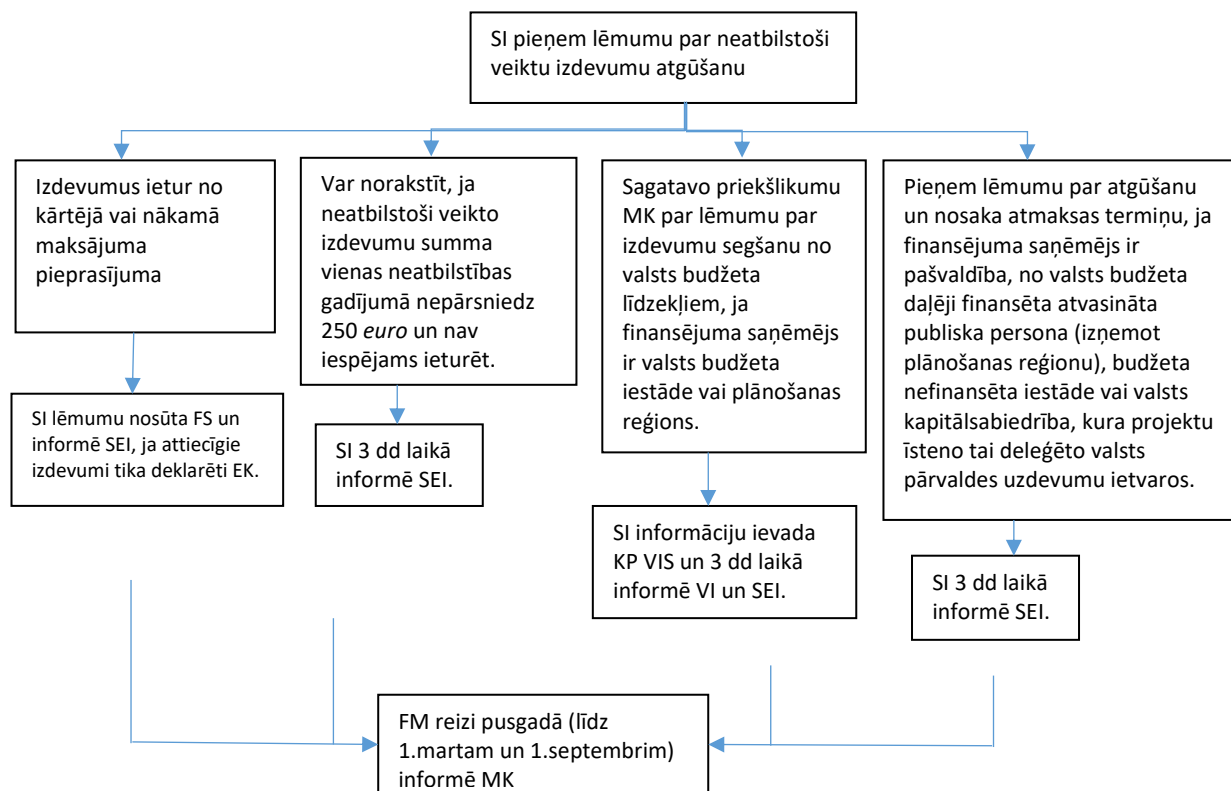 SI pieņem lēmumu par neatbilstoši
veiktu izdevumu atgūšanu
Izdevumus ietur no
kārtējā vai nākamā
maksājuma
pieprasījuma
Var norakstīt, ja
neatbilstoši veikto
izdevumu summa
vienas neatbilstības
gadījumā nepārsniedz
250 euro un nav
iespējams ieturēt.
Sagatavo priekšlikumu
MK par lēmumu par
izdevumu segšanu no
valsts budžeta
līdzekļiem, ja
finansējuma saņēmējs
ir valsts budžeta
iestāde vai plānošanas
reģions.
Pieņem lēmumu par atgūšanu
un nosaka atmaksas termiņu, ja
finansējuma saņēmējs ir
pašvaldība, no valsts budžeta
daļēji finansēta atvasināta
publiska persona (izņemot
plānošanas reģionu), budžeta
nefinansēta iestāde vai valsts
kapitālsabiedrība, kura projektu
īsteno tai deleģēto valsts
pārvaldes uzdevumu ietvaros.
SI lēmumu nosūta FS un
informē SEI, ja attiecīgie
izdevumi tika deklarēti EK.
SI 3 dd laikā
informē SEI.
SI informāciju ievada
KP VIS un 3 dd laikā
informē VI un SEI.
SI 3 dd laikā
informē SEI.
FM reizi pusgadā (līdz
1.martam un 1.septembrim)
informē MK